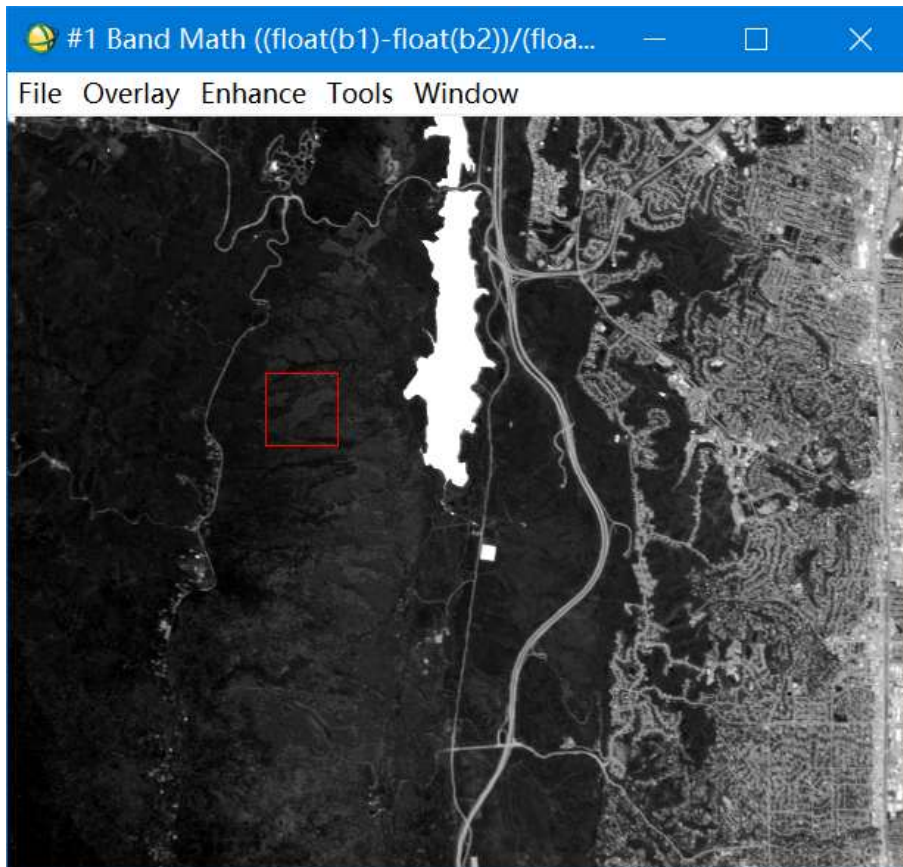 #1 Band Math ((float(b1)-float(b2))/(floa...
File Overlay Enhance Tools Window